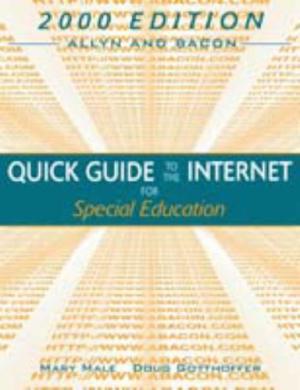 2000 EDITION
ALLYN AND BACON
QUICK GUIDE TO THE INTERNET
FOR
Special Education
MARY MALE DOUG GOTTHOFFER